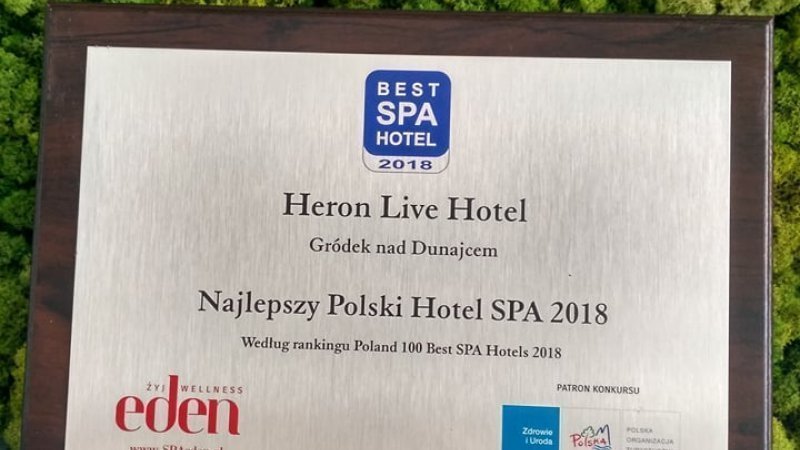 BEST
SPA
HOTEL
2018
Heron Live Hotel
Gródek nad Dunajcem
Najlepszy Polski Hotel SPA 2018
Według rankingu Poland 100 Best SPA Hotels 2018
ŻYJ WELLNESS
eden
PATRON KONKURSU
Zdrowie
i Uroda
Polska
POLSKA
ORGANIZACJA